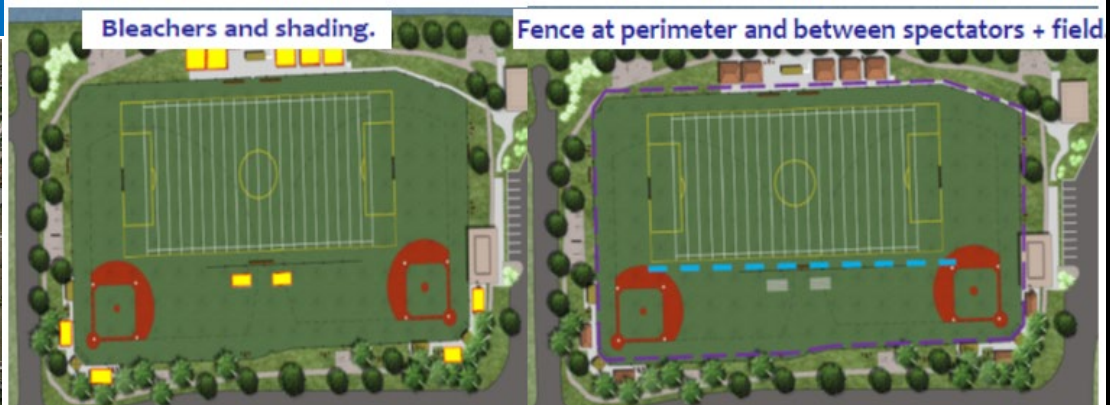 Bleachers and shading.
Fence at perimeter and between spectators + field.